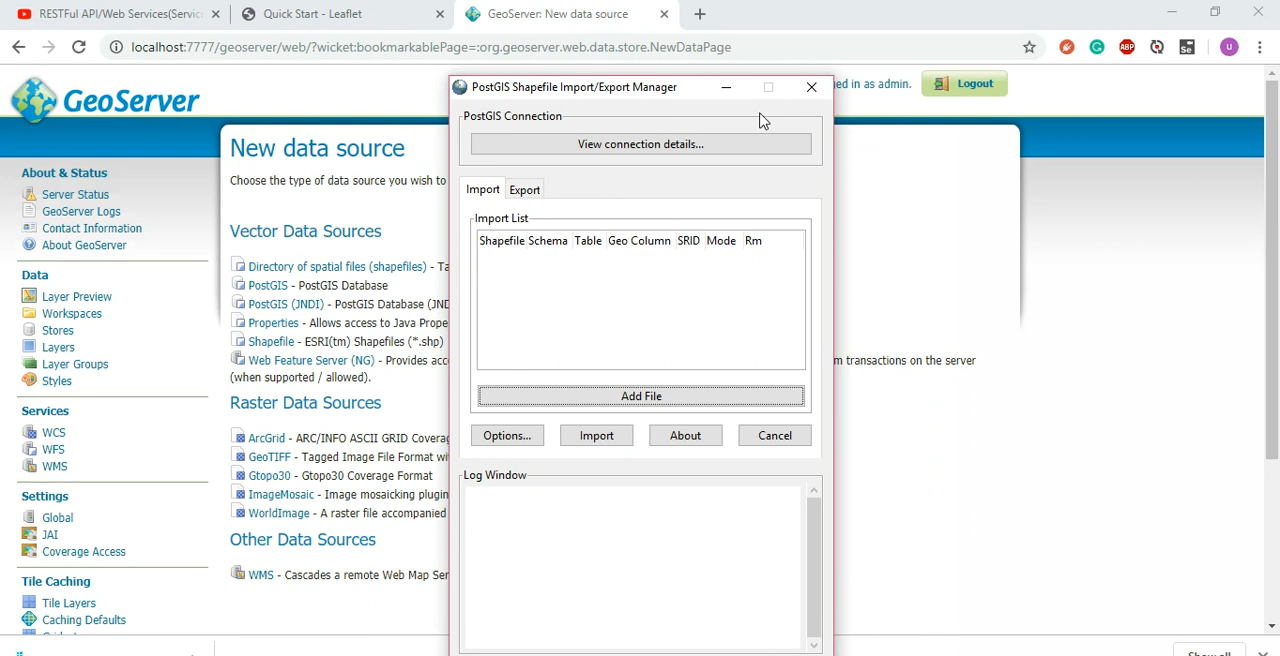 RESTFul API/Web Services(Servic
Quick Start - Leaflet
GeoServer: New data source
localhost:7777/geoserver/web/?wicket:bookmarkablePage=:org.geoserver.web.data.store.NewDataPage
ABP
Se
u
GeoServer
ed in as admin.
Logout
About & Status
Server Status
GeoServer Logs
Contact Information
About GeoServer
Data
Layer Preview
Workspaces
Stores
Layers
Layer Groups
Styles
Services
WCS
WFS
WMS
Settings
Global
JAI
Coverage Access
Tile Caching
Tile Layers
Caching Defaults
New data source
Choose the type of data source you wish to
Vector Data Sources
Directory of spatial files (shapefiles) - Ta
PostGIS - PostGIS Database
PostGIS (JNDI) - PostGIS Database (JND
Properties - Allows access to Java Prope
Shapefile - ESRI(tm) Shapefiles (*.shp)
Web Feature Server (NG) - Provides acc
m transactions on the server
(when supported / allowed).
Raster Data Sources
ArcGrid - ARC/INFO ASCII GRID Covera
GeoTIFF - Tagged Image File Format wi
Gtopo30 - Gtopo30 Coverage Format
ImageMosaic - Image mosaicking plugin
WorldImage - A raster file accompanied
Other Data Sources
WMS - Cascades a remote Web Map Ser
PostGIS Shapefile Import/Export Manager
PostGIS Connection
View connection details...
Import Export
Import List
Shapefile Schema Table Geo Column SRID Mode Rm
Add File
Options... Import About Cancel
Log Window
Show all